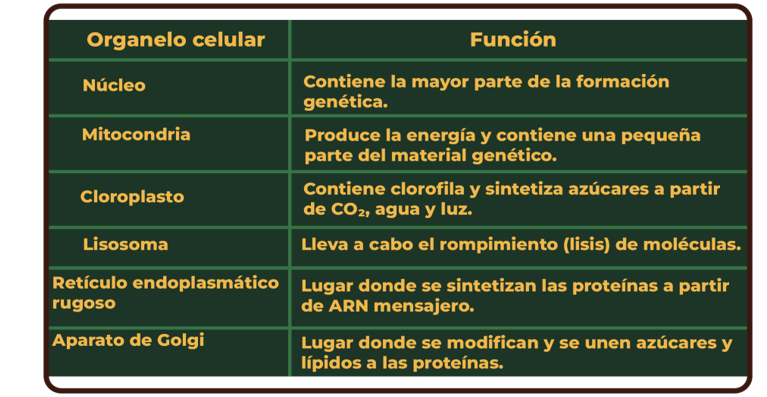 Organelo celular
Función
Núcleo
Contiene la mayor parte de la formación
genética.
Mitocondria
Produce la energía y contiene una pequeña
parte del material genético.
Cloroplasto
Contiene clorofila y sintetiza azúcares a partir
de CO₂, agua y luz.
Lisosoma
Lleva a cabo el rompimiento (lisis) de moléculas.
Retículo endoplasmático
rugoso
Lugar donde se sintetizan las proteínas a partir
de ARN mensajero.
Aparato de Golgi
Lugar donde se modifican y se unen azúcares y
lípidos a las proteínas.